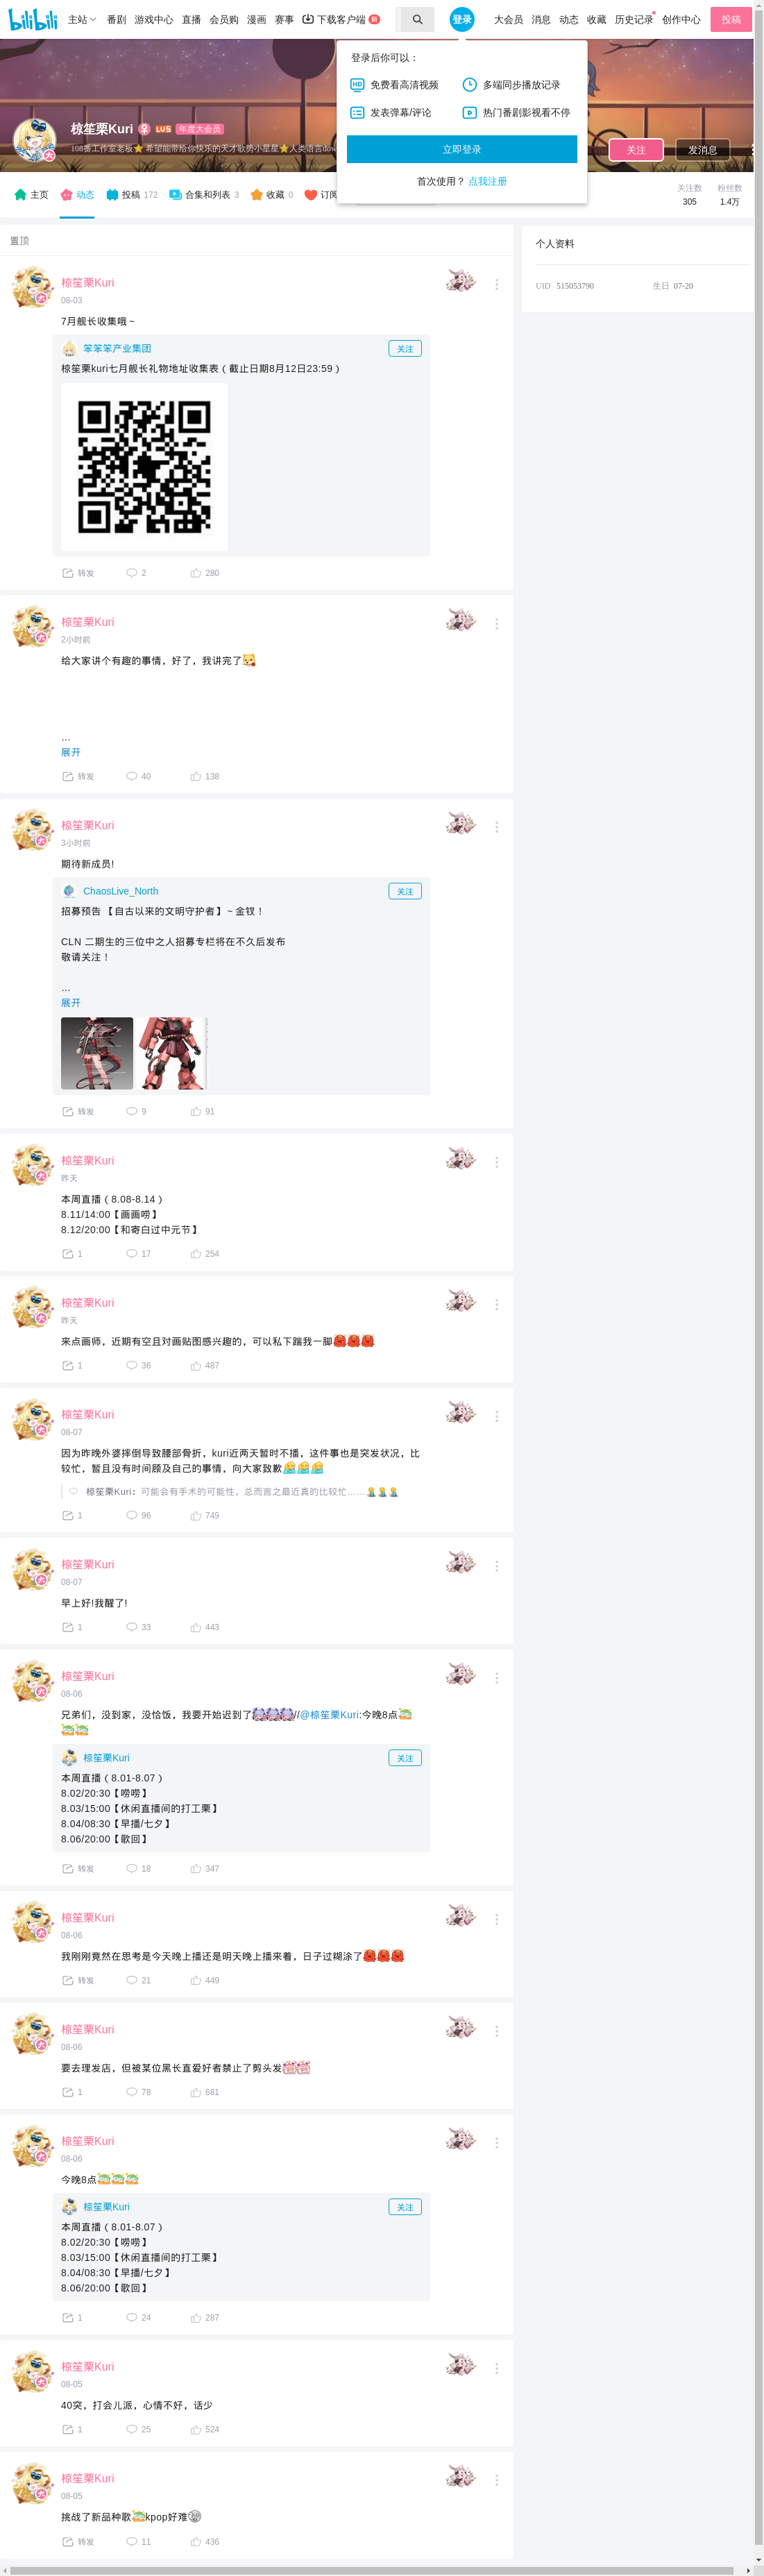 bilibili
主站
番剧
游戏中心
直播
会员购
漫画
赛事
下载客户端
新
登录
大会员
消息
动态
收藏
历史记录
创作中心
投稿
登录后你可以：
免费看高清视频
多端同步播放记录
发表弹幕/评论
热门番剧影视看不停
立即登录
首次使用？ 点我注册
椋笙栗Kuri
LV5
年度大会员
108番工作室老板⭐ 希望能带给你快乐的天才歌势小星星⭐人类语言dow
关注
发消息
主页
动态
投稿 172
合集和列表 3
收藏 0
订阅
关注数
305
粉丝数
1.4万
置顶
椋笙栗Kuri
08-03
7月舰长收集哦～
笨笨笨产业集团
关注
椋笙栗kuri七月舰长礼物地址收集表（截止日期8月12日23:59）
转发
2
280
个人资料
UID 515053790
生日 07-20
椋笙栗Kuri
2小时前
给大家讲个有趣的事情，好了，我讲完了
...
展开
转发
40
138
椋笙栗Kuri
3小时前
期待新成员!
ChaosLive_North
关注
招募预告 【自古以来的文明守护者】 ~ 金钗！
CLN 二期生的三位中之人招募专栏将在不久后发布
敬请关注！
...
展开
转发
9
91
椋笙栗Kuri
昨天
本周直播（8.08-8.14）
8.11/14:00【画画唠】
8.12/20:00【和寄白过中元节】
1
17
254
椋笙栗Kuri
昨天
来点画师，近期有空且对画贴图感兴趣的，可以私下踹我一脚
1
36
487
椋笙栗Kuri
08-07
因为昨晚外婆摔倒导致腰部骨折，kuri近两天暂时不播，这件事也是突发状况，比
较忙，暂且没有时间顾及自己的事情，向大家致歉
椋笙栗Kuri：可能会有手术的可能性，总而言之最近真的比较忙……
1
96
749
椋笙栗Kuri
08-07
早上好!我醒了!
1
33
443
椋笙栗Kuri
08-06
兄弟们，没到家，没恰饭，我要开始迟到了//@椋笙栗Kuri:今晚8点
椋笙栗Kuri
关注
本周直播（8.01-8.07）
8.02/20:30【唠唠】
8.03/15:00【休闲直播间的打工栗】
8.04/08:30【早播/七夕】
8.06/20:00【歌回】
转发
18
347
椋笙栗Kuri
08-06
我刚刚竟然在思考是今天晚上播还是明天晚上播来着，日子过糊涂了
转发
21
449
椋笙栗Kuri
08-06
要去理发店，但被某位黑长直爱好者禁止了剪头发
1
78
681
椋笙栗Kuri
08-06
今晚8点
椋笙栗Kuri
关注
本周直播（8.01-8.07）
8.02/20:30【唠唠】
8.03/15:00【休闲直播间的打工栗】
8.04/08:30【早播/七夕】
8.06/20:00【歌回】
1
24
287
椋笙栗Kuri
08-05
40突，打会儿派，心情不好，话少
1
25
524
椋笙栗Kuri
08-05
挑战了新品种歌kpop好难
转发
11
436